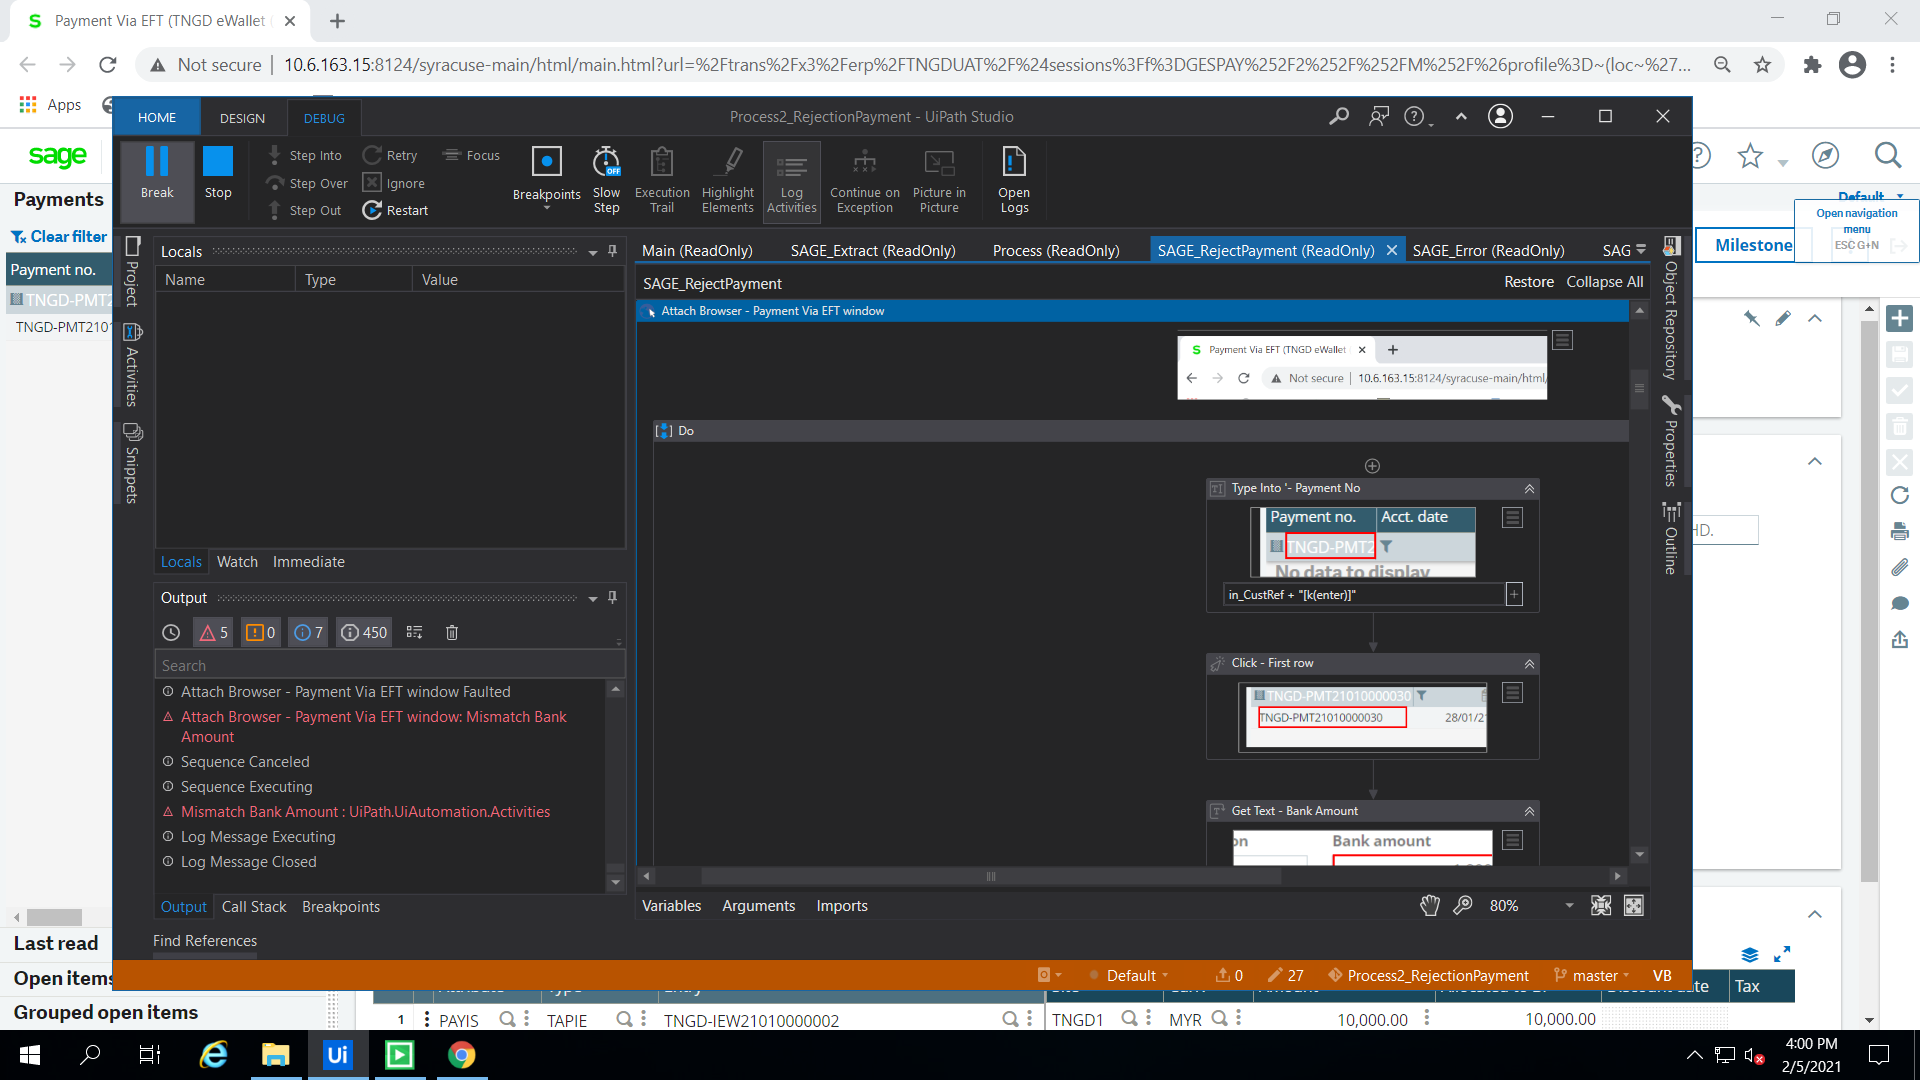 Payment Via EFT (TNGD eWallet
Not secure
10.6.163.15:8124/syracuse-main/html/main.html?url=%2Ftrans%2Fx3%2Ferp%2FTNGDUAT%2F%24sessions%3Ff%3DGESPAY%252F2%252F%252FM%252F%26profile%3D~(loc~%27...
Apps
HOME
DESIGN
DEBUG
Process2_RejectionPayment - UiPath Studio
Break
Stop
Step Into
Step Over
Step Out
Retry
Ignore
Restart
Focus
Breakpoints
Slow Step
Execution Trail
Highlight Elements
Log Activities
Continue on Exception
Picture in Picture
Open Logs
sage
Payments
Clear filter
Payment no.
TNGD-PMT2
TNGD-PMT2101
Default
Open navigation menu
ESC G+N
Milestone
HD.
Project
Activities
Snippets
Locals
Name Type Value
Locals Watch Immediate
Output
5 0 7 450
Search
Attach Browser - Payment Via EFT window Faulted
Attach Browser - Payment Via EFT window: Mismatch Bank
Amount
Sequence Canceled
Sequence Executing
Mismatch Bank Amount : UiPath.UiAutomation.Activities
Log Message Executing
Log Message Closed
Output Call Stack Breakpoints
Find References
Main (ReadOnly)
SAGE_Extract (ReadOnly)
Process (ReadOnly)
SAGE_RejectPayment (ReadOnly)
SAGE_Error (ReadOnly)
SAG
SAGE_RejectPayment
Restore Collapse All
Attach Browser - Payment Via EFT window
Payment Via EFT (TNGD eWallet
Not secure
10.6.163.15:8124/syracuse-main/html/
Do
Type Into '- Payment No
Payment no. Acct. date
TNGD-PMT2
No data to display
in_CustRef + "[k(enter)]"
Click - First row
TNGD-PMT21010000030
TNGD-PMT21010000030 28/01/21
Get Text - Bank Amount
on Bank amount
Variables Arguments Imports
80%
Object Repository
Properties
Outline
Default 0 27 Process2_RejectionPayment master VB
Last read
Open items
Grouped open items
Tax
1 PAYIS TAPIE TNGD-IEW21010000002 TNGD1 MYR 10,000.00 10,000.00
Ui
OFF
4:00 PM
2/5/2021